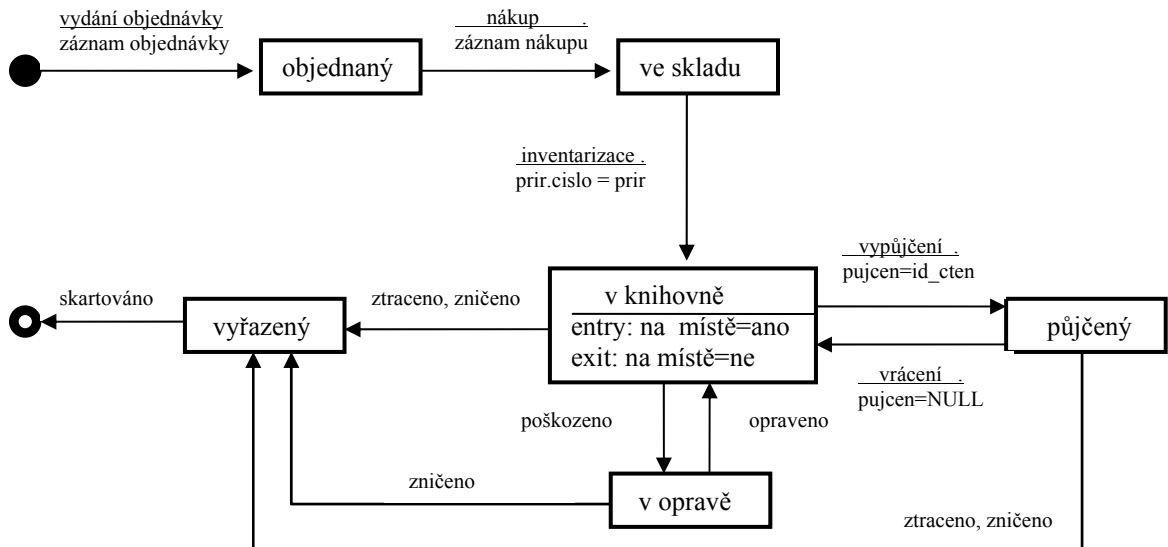 vydání objednávky
záznam objednávky
nákup .
záznam nákupu
objednaný
ve skladu
inventarizace .
prir.cislo = prir
vypůjčení .
pujcen=id_cten
skartováno
vyřazený
ztraceno, zničeno
v knihovně
entry: na místě=ano
exit: na místě=ne
půjčený
vrácení .
pujcen=NULL
poškozeno
opraveno
zničeno
v opravě
ztraceno, zničeno